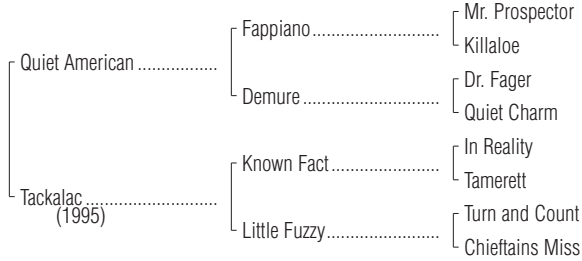 Mr. Prospector
Fappiano
Killaloe
Quiet American
Dr. Fager
Demure
Quiet Charm
In Reality
Known Fact
Tamerett
Tackalac
(1995)
Turn and Count
Little Fuzzy
Chieftains Miss